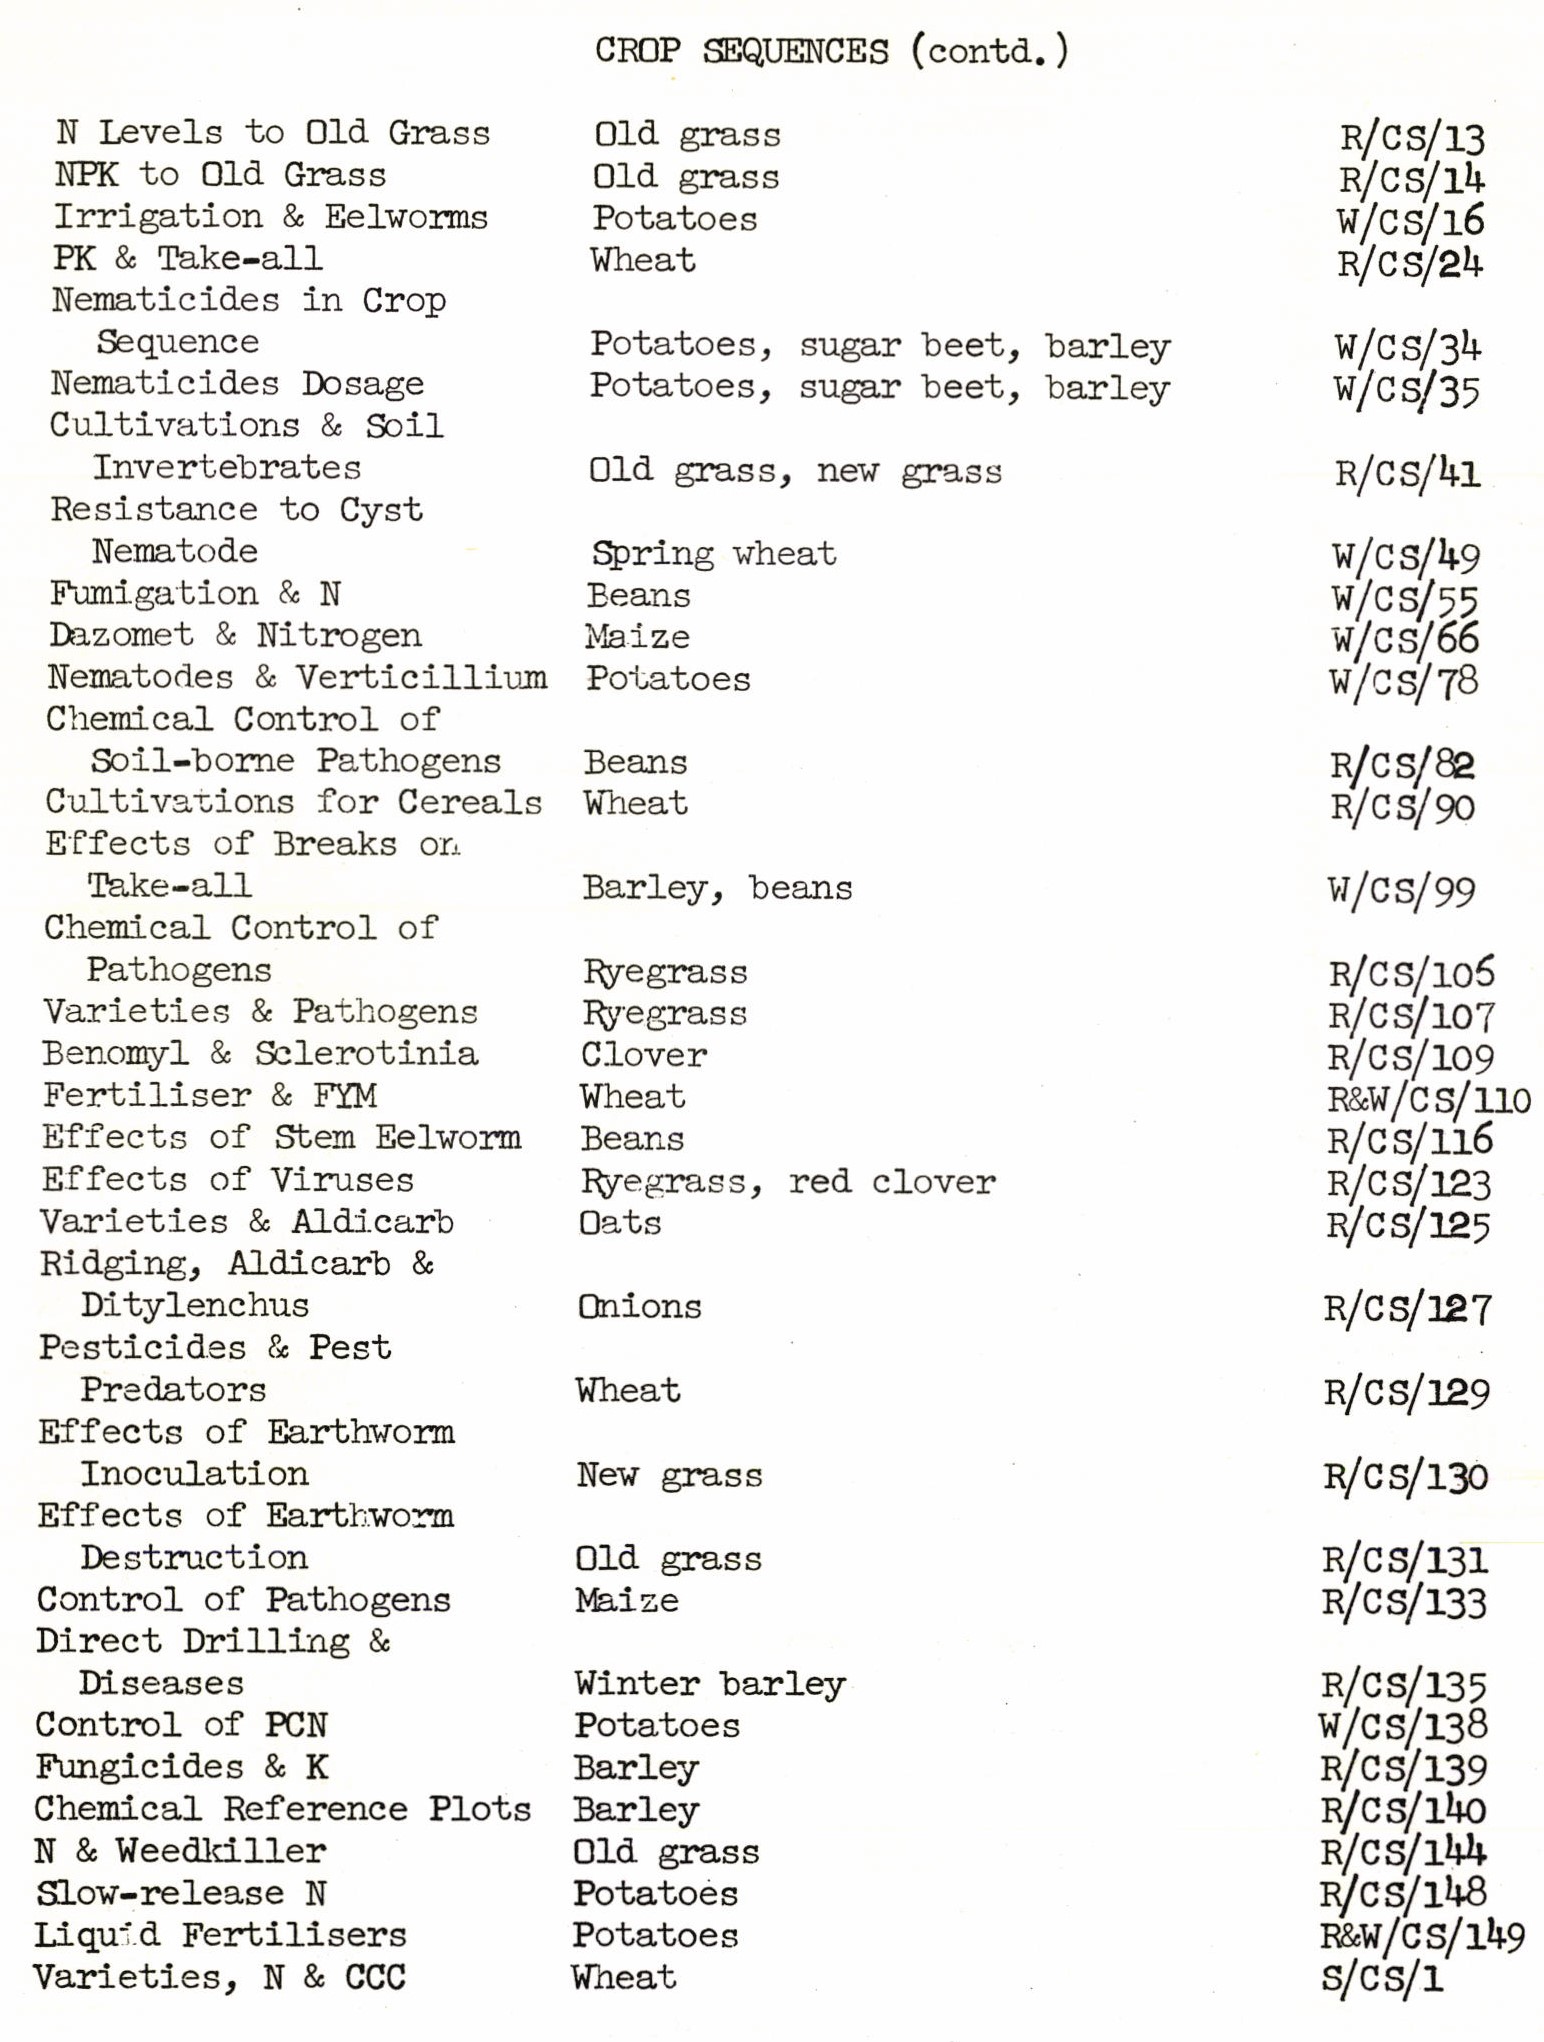 CROP SEQUENCES (contd.)
N Levels to Old Grass Old grass R/CS/13
NPK to Old Grass Old grass R/CS/14
Irrigation & Eelworms Potatoes W/CS/16
PK & Take-all Wheat R/CS/24
Nematicides in Crop
Sequence Potatoes, sugar beet, barley W/CS/34
Nematicides Dosage Potatoes, sugar beet, barley W/CS/35
Cultivations & Soil
Invertebrates Old grass, new grass R/CS/41
Resistance to Cyst
Nematode Spring wheat W/CS/49
Fumigation & N Beans W/CS/55
Dazomet & Nitrogen Maize W/CS/66
Nematodes & Verticillium Potatoes W/CS/78
Chemical Control of
Soil-borne Pathogens Beans R/CS/82
Cultivations for Cereals Wheat R/CS/90
Effects of Breaks on
Take-all Barley, beans W/CS/99
Chemical Control of
Pathogens Ryegrass R/CS/106
Varieties & Pathogens Ryegrass R/CS/107
Benomyl & Sclerotinia Clover R/CS/109
Fertiliser & FYM Wheat R&W/CS/110
Effects of Stem Eelworm Beans R/CS/116
Effects of Viruses Ryegrass, red clover R/CS/123
Varieties & Aldicarb Oats R/CS/125
Ridging, Aldicarb &
Ditylenchus Onions R/CS/127
Pesticides & Pest
Predators Wheat R/CS/129
Effects of Earthworm
Inoculation New grass R/CS/130
Effects of Earthworm
Destruction Old grass R/CS/131
Control of Pathogens Maize R/CS/133
Direct Drilling &
Diseases Winter barley R/CS/135
Control of PCN Potatoes W/CS/138
Fungicides & K Barley R/CS/139
Chemical Reference Plots Barley R/CS/140
N & Weedkiller Old grass R/CS/144
Slow-release N Potatoes R/CS/148
Liquid Fertilisers Potatoes R&W/CS/149
Varieties, N & CCC Wheat S/CS/1